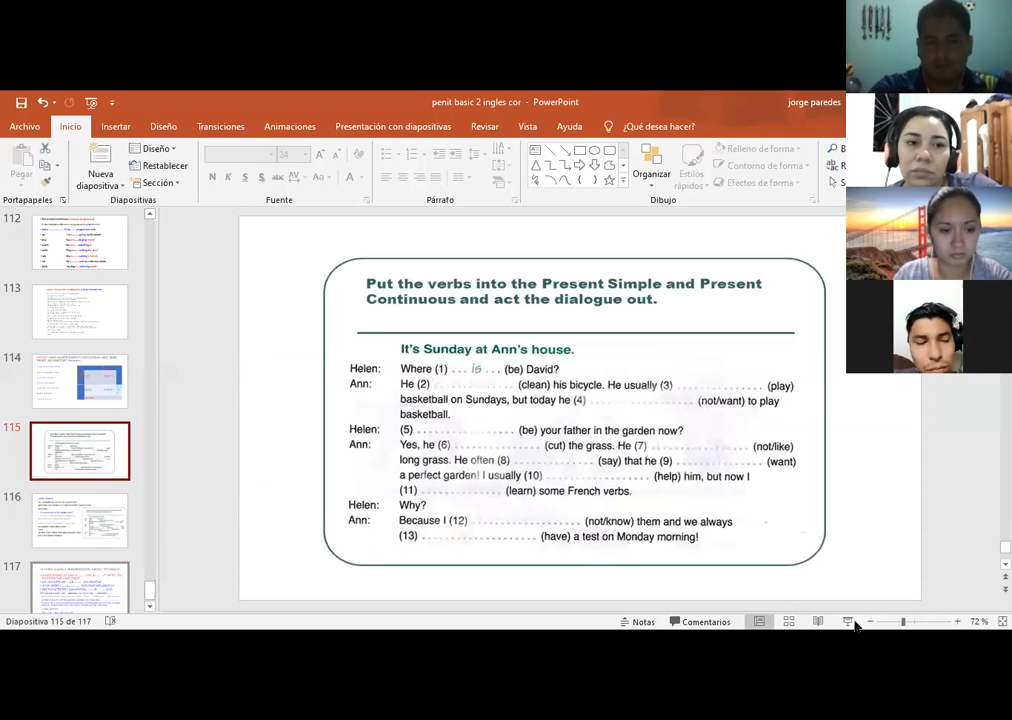 penit basic 2 ingles cor - PowerPoint
jorge paredes
Archivo Inicio Insertar Diseño Transiciones Animaciones Presentación con diapositivas Revisar Vista Ayuda ¿Qué desea hacer?
Pegar
Nueva diapositiva
Diseño
Restablecer
Sección
24
N K S abc AV Aa A
Organizar
Estilos rápidos
Relleno de forma
Contorno de forma
Efectos de forma
Portapapeles Diapositivas Fuente Párrafo Dibujo
112
113
114
115
116
117
Put the verbs into the Present Simple and Present
Continuous and act the dialogue out.
It's Sunday at Ann's house.
Helen: Where (1) ... is ... (be) David?
Ann: He (2) .................. (clean) his bicycle. He usually (3) .................. (play)
basketball on Sundays, but today he (4) .................. (not/want) to play
basketball.
Helen: (5) .................. (be) your father in the garden now?
Ann: Yes, he (6) .................. (cut) the grass. He (7) .................. (not/like)
long grass. He often (8) .................. (say) that he (9) .................. (want)
a perfect garden! I usually (10) .................. (help) him, but now I
(11) .................. (learn) some French verbs.
Helen: Why?
Ann: Because I (12) .................. (not/know) them and we always
(13) .................. (have) a test on Monday morning!
Diapositiva 115 de 117
Notas Comentarios 72 %